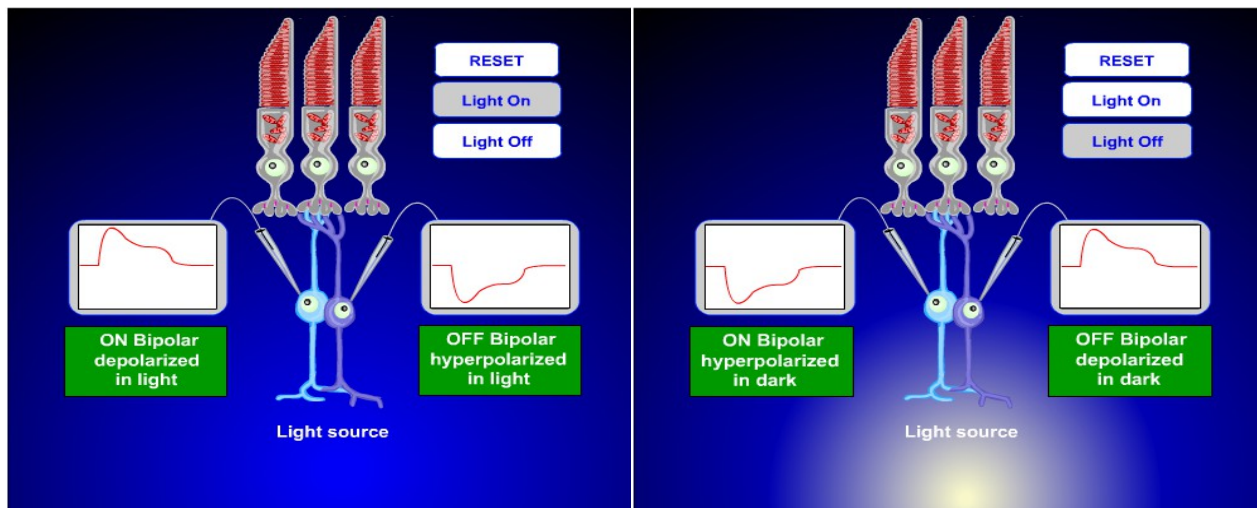 RESET
Light On
Light Off
ON Bipolar
depolarized
in light
OFF Bipolar
hyperpolarized
in light
Light source
RESET
Light On
Light Off
ON Bipolar
hyperpolarized
in dark
OFF Bipolar
depolarized
in dark
Light source